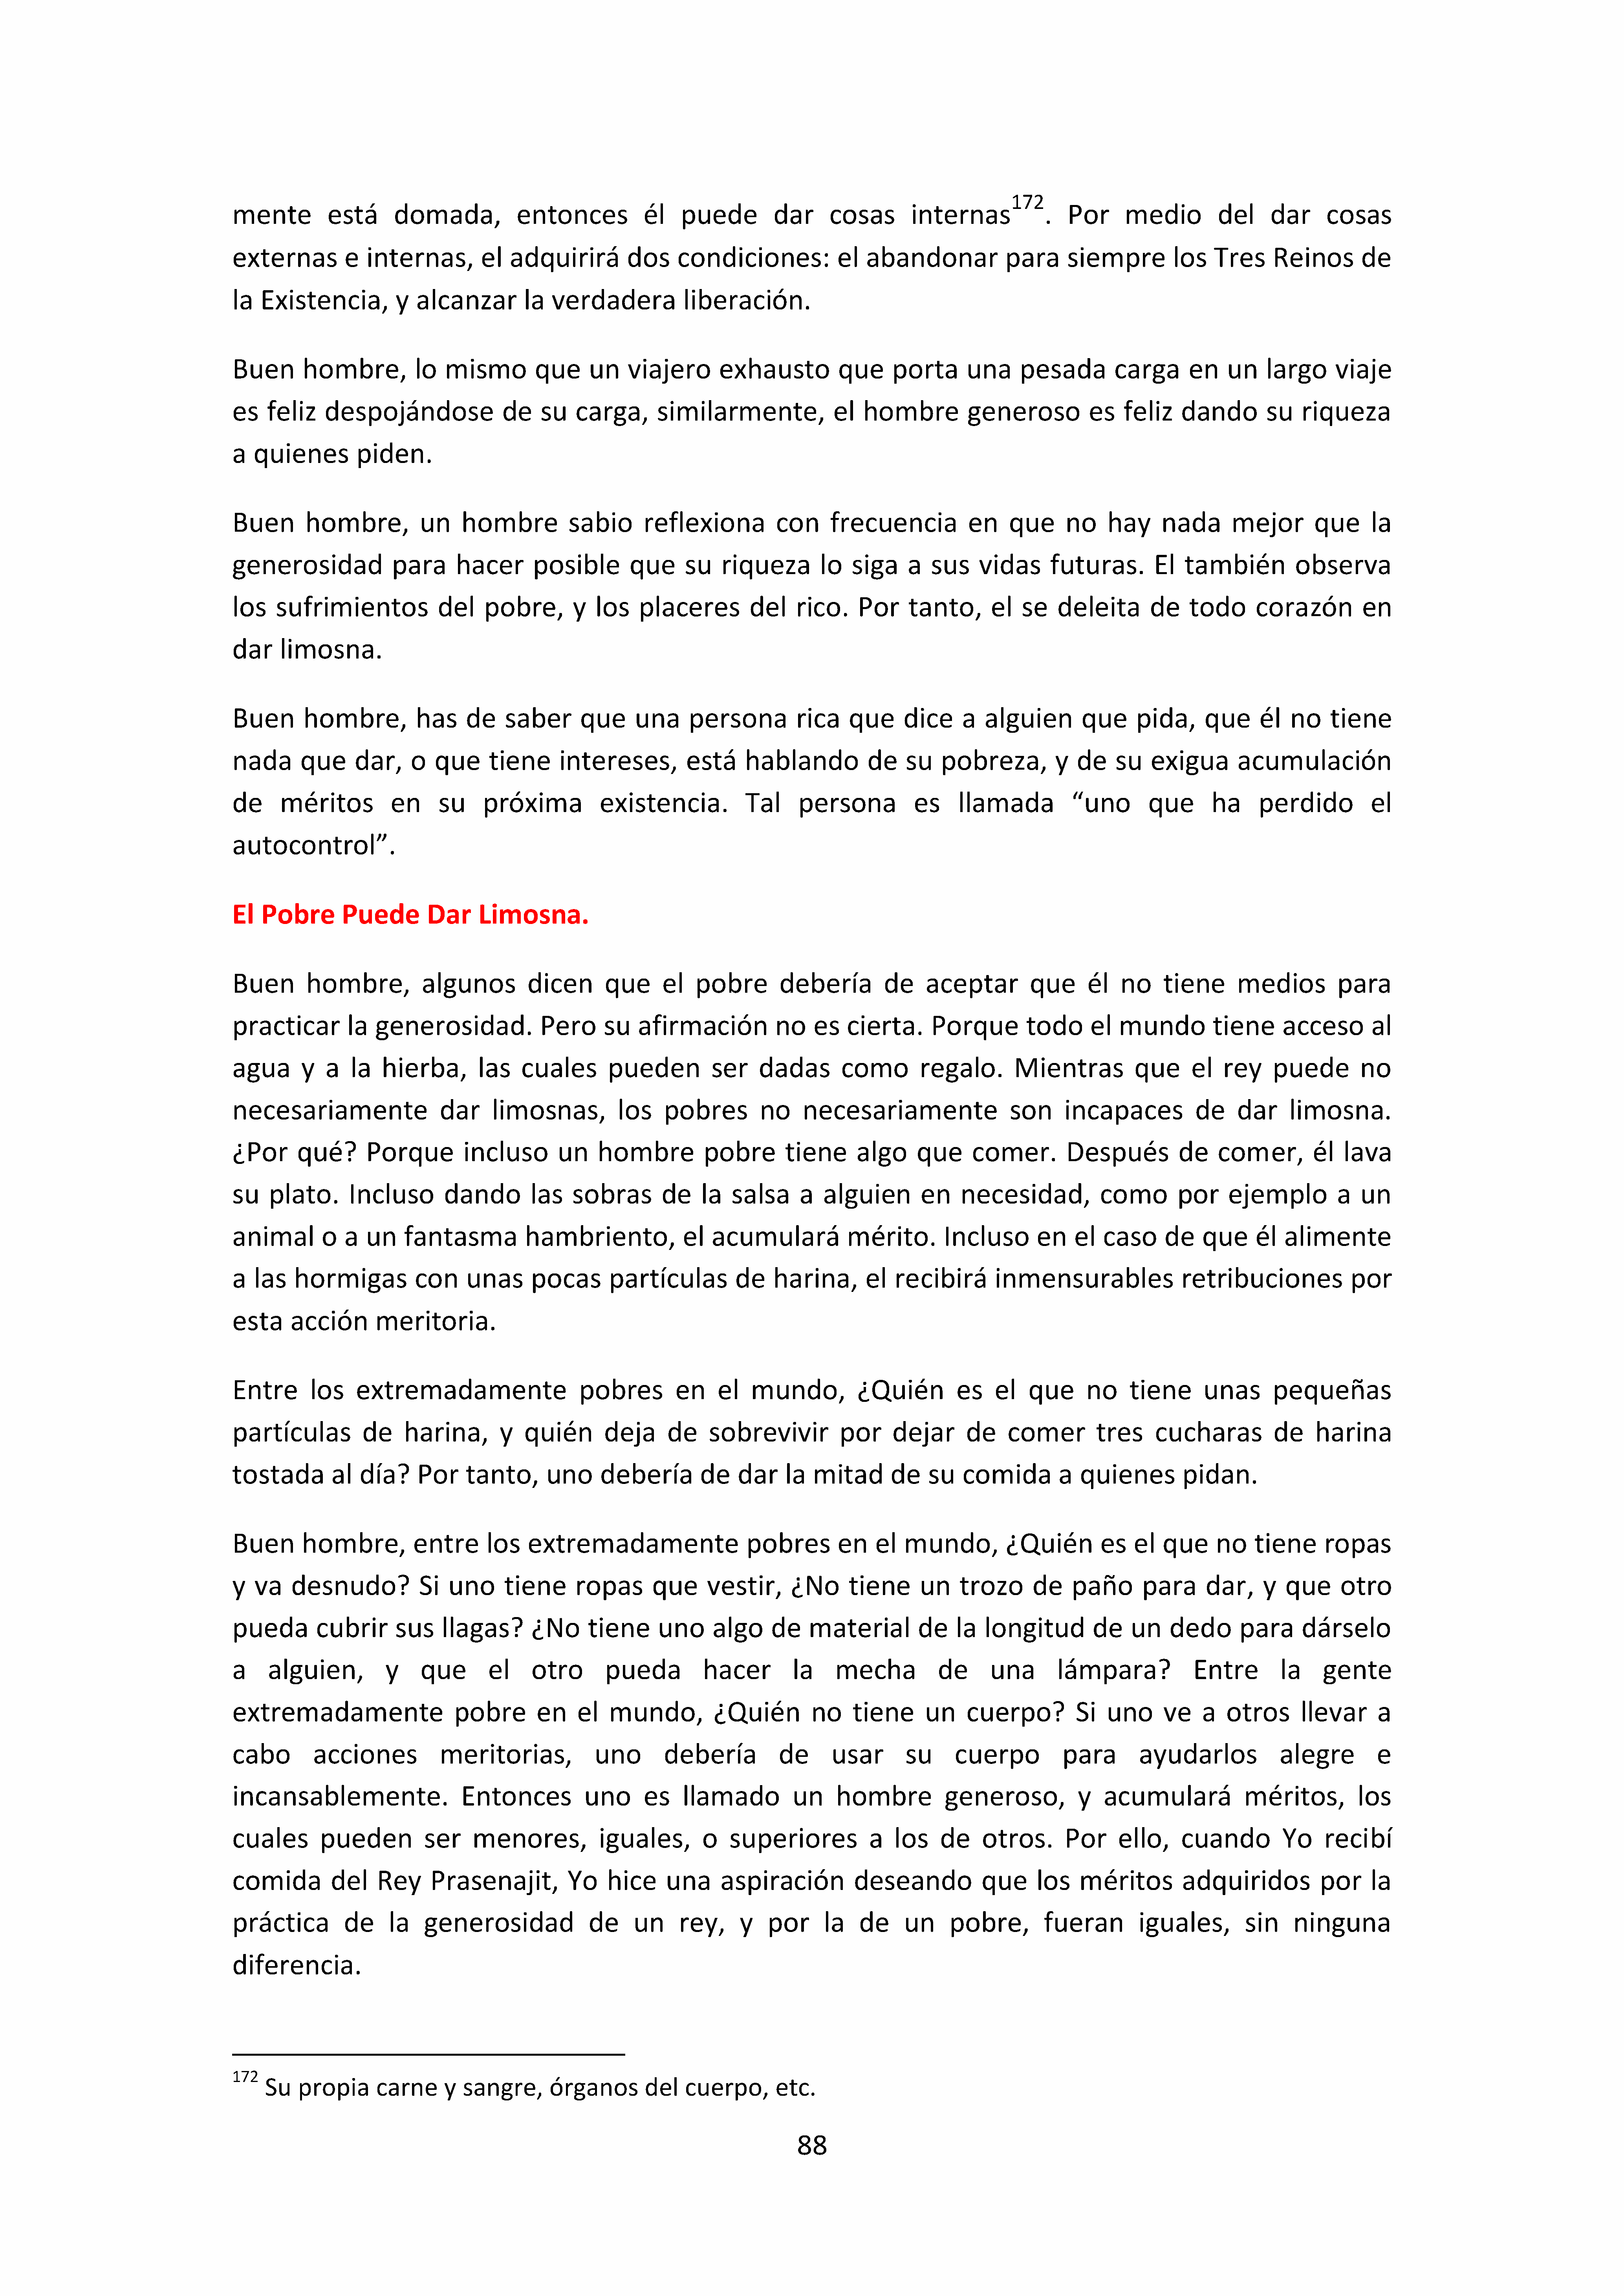 mente está domada, entonces él puede dar cosas internas172. Por medio del dar cosas
externas e internas, el adquirirá dos condiciones: el abandonar para siempre los Tres Reinos de
la Existencia, y alcanzar la verdadera liberación.
Buen hombre, lo mismo que un viajero exhausto que porta una pesada carga en un largo viaje
es feliz despojándose de su carga, similarmente, el hombre generoso es feliz dando su riqueza
a quienes piden.
Buen hombre, un hombre sabio reflexiona con frecuencia en que no hay nada mejor que la
generosidad para hacer posible que su riqueza lo siga a sus vidas futuras. El también observa
los sufrimientos del pobre, y los placeres del rico. Por tanto, el se deleita de todo corazón en
dar limosna.
Buen hombre, has de saber que una persona rica que dice a alguien que pida, que él no tiene
nada que dar, o que tiene intereses, está hablando de su pobreza, y de su exigua acumulación
de méritos en su próxima existencia. Tal persona es llamada “uno que ha perdido el
autocontrol”.
El Pobre Puede Dar Limosna.
Buen hombre, algunos dicen que el pobre debería de aceptar que él no tiene medios para
practicar la generosidad. Pero su afirmación no es cierta. Porque todo el mundo tiene acceso al
agua y a la hierba, las cuales pueden ser dadas como regalo. Mientras que el rey puede no
necesariamente dar limosnas, los pobres no necesariamente son incapaces de dar limosna.
¿Por qué? Porque incluso un hombre pobre tiene algo que comer. Después de comer, él lava
su plato. Incluso dando las sobras de la salsa a alguien en necesidad, como por ejemplo a un
animal o a un fantasma hambriento, el acumulará mérito. Incluso en el caso de que él alimente
a las hormigas con unas pocas partículas de harina, el recibirá inmensurables retribuciones por
esta acción meritoria.
Entre los extremadamente pobres en el mundo, ¿Quién es el que no tiene unas pequeñas
partículas de harina, y quién deja de sobrevivir por dejar de comer tres cucharas de harina
tostada al día? Por tanto, uno debería de dar la mitad de su comida a quienes pidan.
Buen hombre, entre los extremadamente pobres en el mundo, ¿Quién es el que no tiene ropas
y va desnudo? Si uno tiene ropas que vestir, ¿No tiene un trozo de paño para dar, y que otro
pueda cubrir sus llagas? ¿No tiene uno algo de material de la longitud de un dedo para dárselo
a alguien, y que el otro pueda hacer la mecha de una lámpara? Entre la gente
extremadamente pobre en el mundo, ¿Quién no tiene un cuerpo? Si uno ve a otros llevar a
cabo acciones meritorias, uno debería de usar su cuerpo para ayudarlos alegre e
incansablemente. Entonces uno es llamado un hombre generoso, y acumulará méritos, los
cuales pueden ser menores, iguales, o superiores a los de otros. Por ello, cuando Yo recibí
comida del Rey Prasenajit, Yo hice una aspiración deseando que los méritos adquiridos por la
práctica de la generosidad de un rey, y por la de un pobre, fueran iguales, sin ninguna
diferencia.
172 Su propia carne y sangre, órganos del cuerpo, etc.
88